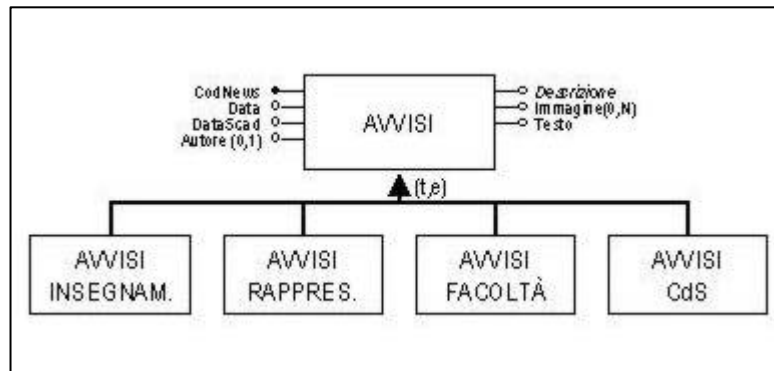 CodNews
Data
DataScad
Autore (0,1)
AVVISI
Descrizione
Immagine(0,N)
Testo
(t,e)
AVVISI
INSEGNAM.
AVVISI
RAPPRES.
AVVISI
FACOLTÀ
AVVISI
CdS